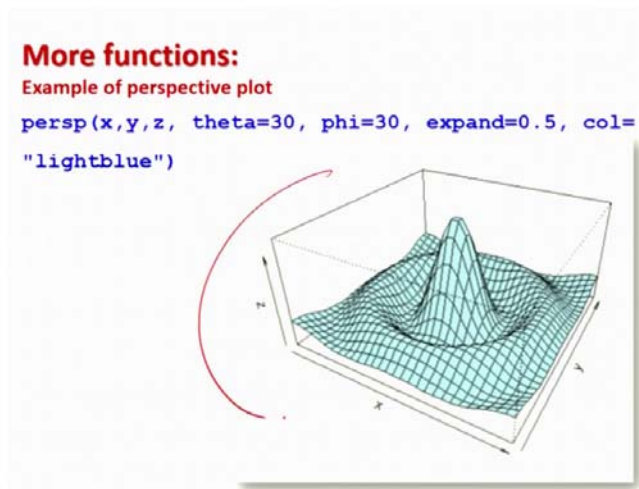 More functions:
Example of perspective plot
persp(x,y,z, theta=30, phi=30, expand=0.5, col=
"lightblue")
z
x
y